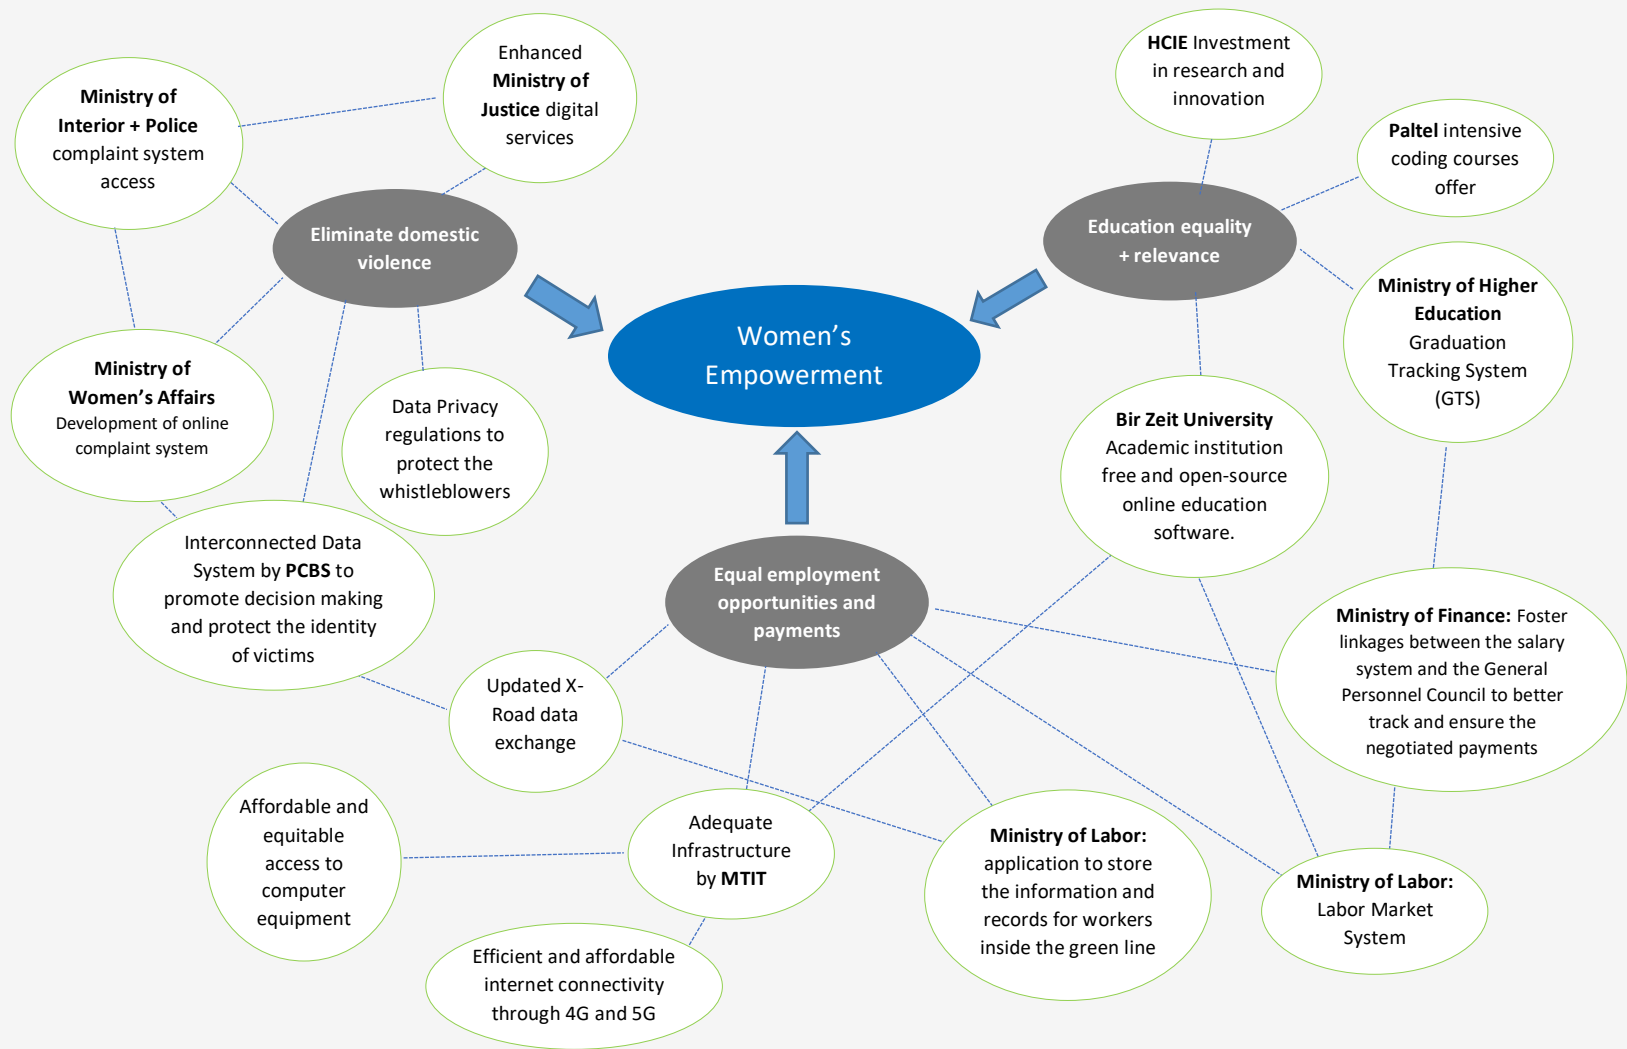 Enhanced
Ministry of
Justice digital
services
HCIE Investment
in research and
innovation
Ministry of
Interior + Police
complaint system
access
Paltel intensive
coding courses
offer
Eliminate domestic
violence
Education equality
+ relevance
Ministry of Higher
Education
Graduation
Tracking System
(GTS)
Women’s
Empowerment
Ministry of
Women’s Affairs
Development of online
complaint system
Data Privacy
regulations to
protect the
whistleblowers
Bir Zeit University
Academic institution
free and open-source
online education
software.
Interconnected Data
System by PCBS to
promote decision making
and protect the identity
of victims
Equal employment
opportunities and
payments
Ministry of Finance: Foster
linkages between the salary
system and the General
Personnel Council to better
track and ensure the
negotiated payments
Updated X-
Road data
exchange
Affordable and
equitable
access to
computer
equipment
Adequate
Infrastructure
by MTIT
Ministry of Labor:
application to store
the information and
records for workers
inside the green line
Ministry of Labor:
Labor Market
System
Efficient and affordable
internet connectivity
through 4G and 5G